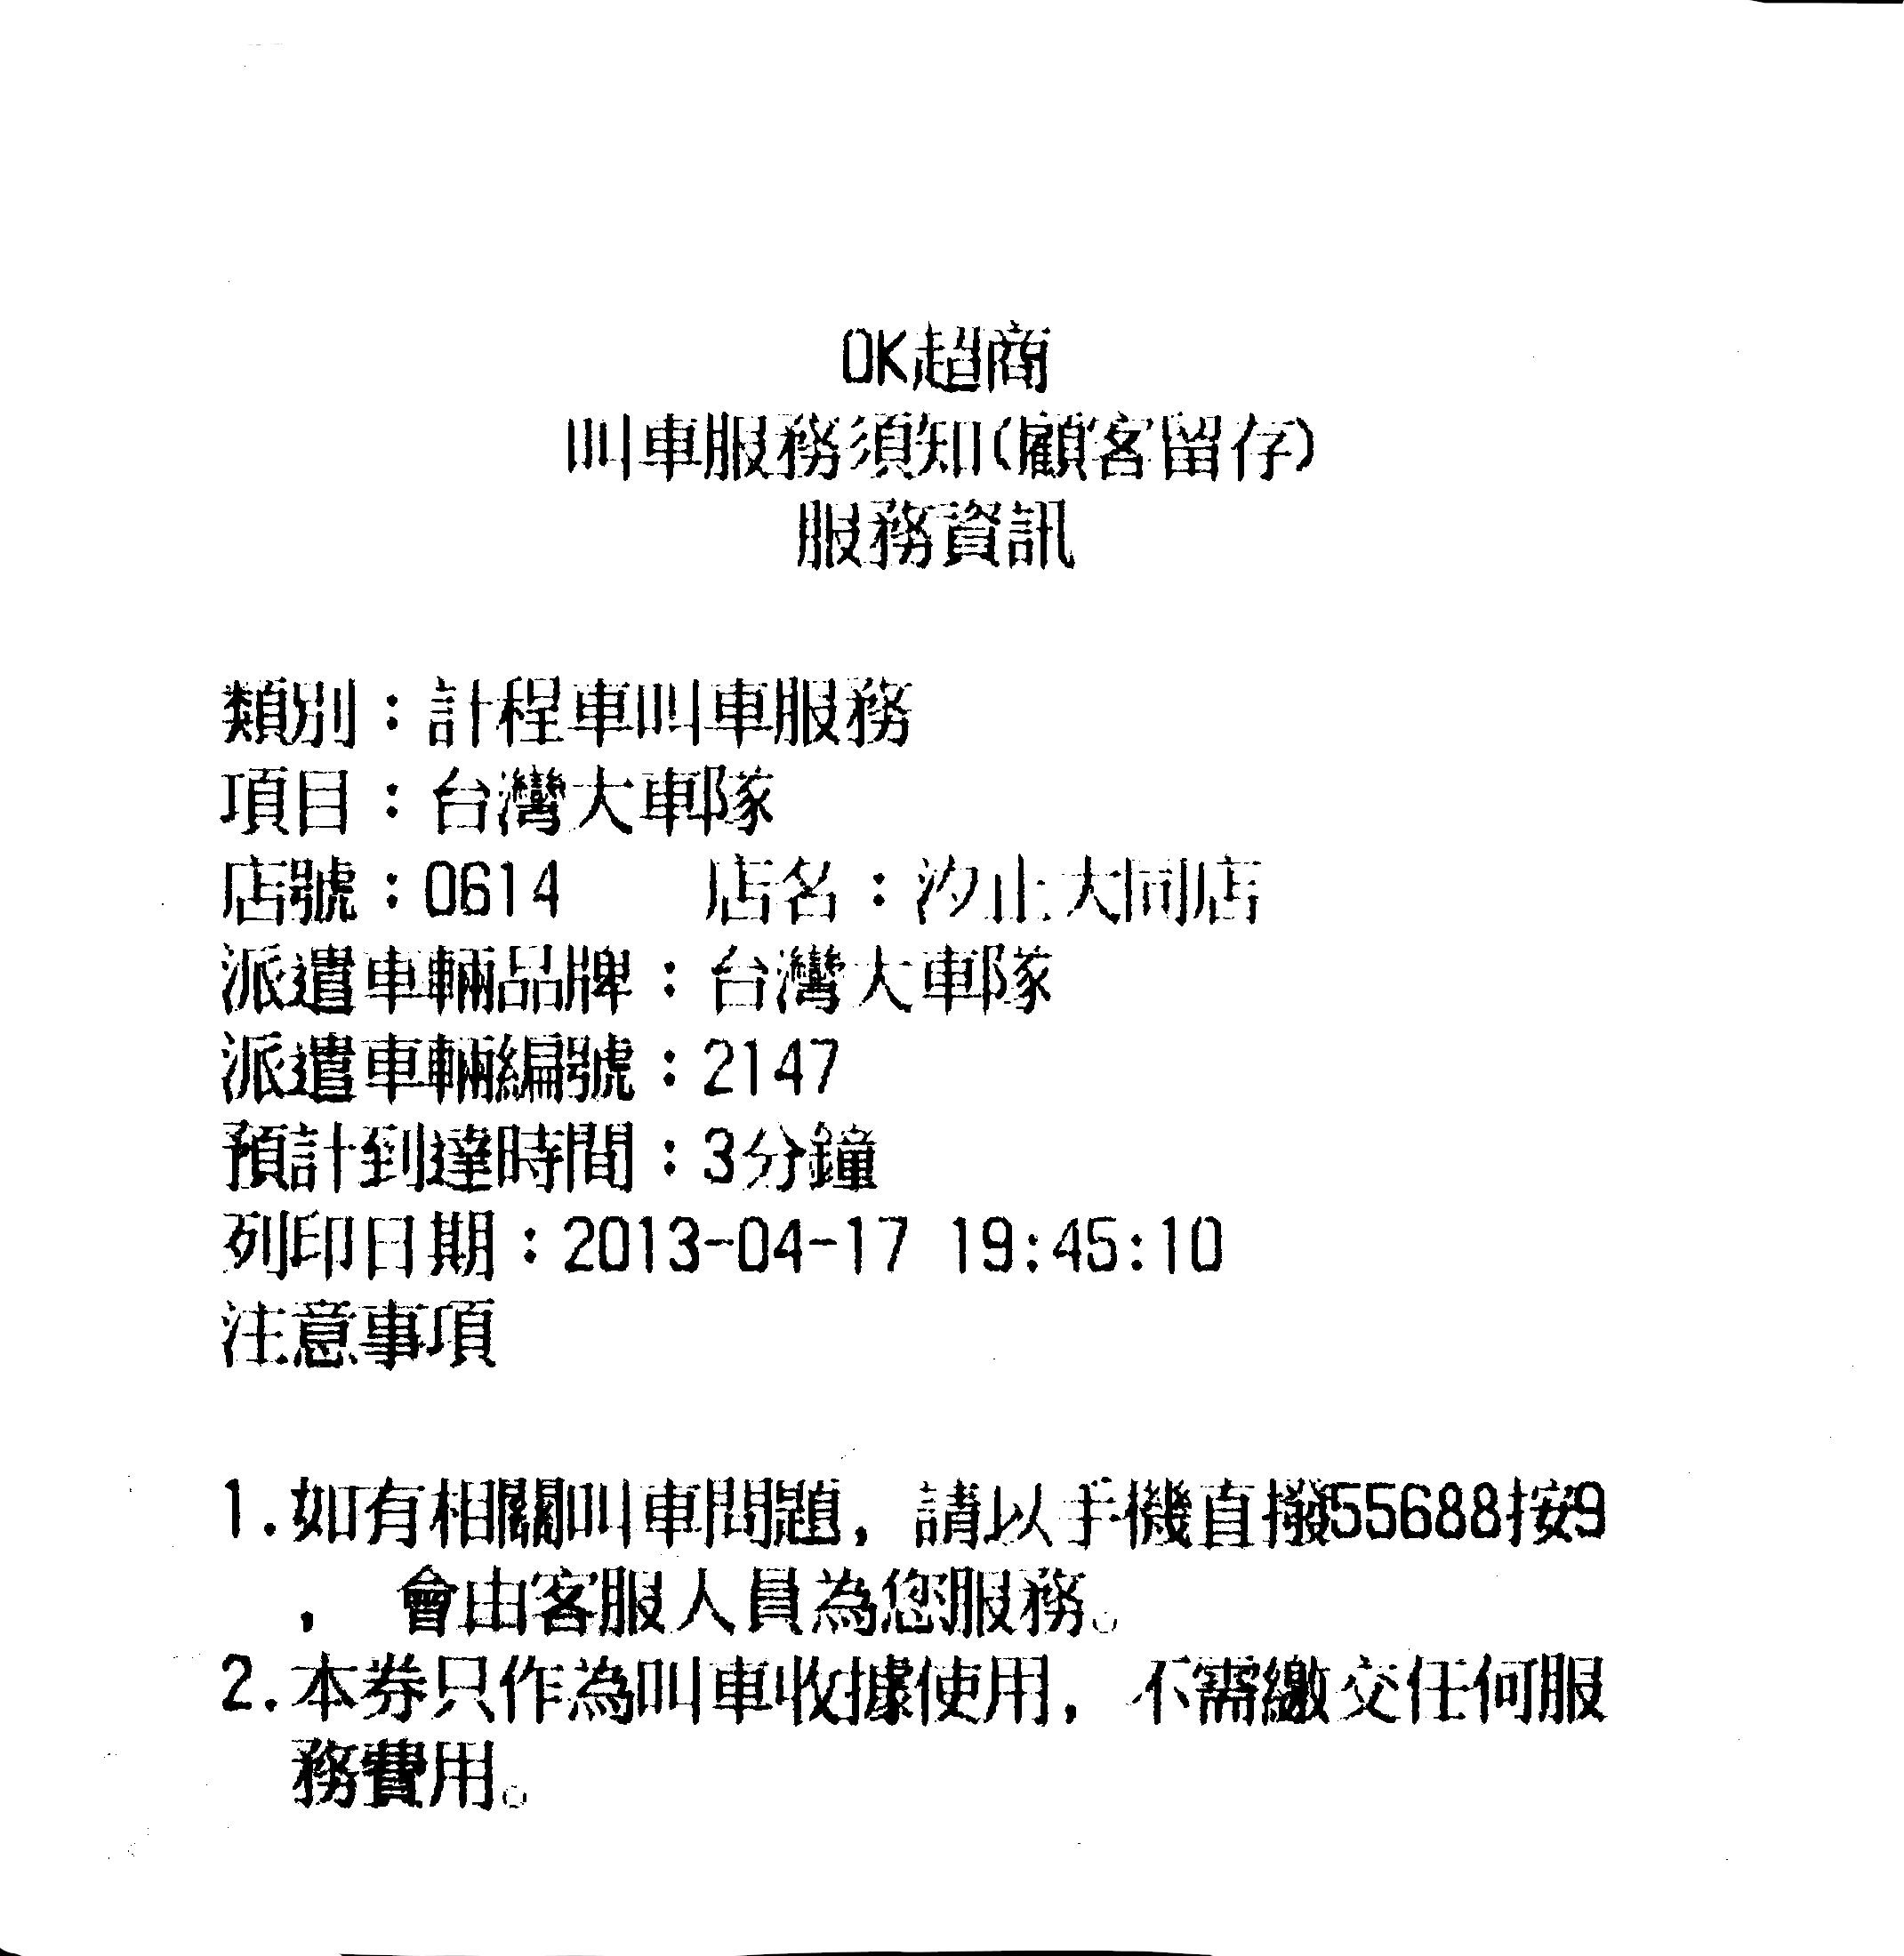 OK超商
叫車服務須知(顧客留存)
服務資訊
類別：計程車叫車服務
項目：台灣大車隊
店號：0614　　店名：汐止大同店
派遣車輛品牌：台灣大車隊
派遣車輛編號：2147
預計到達時間：3分鐘
列印日期：2013-04-17 19:45:10
注意事項
1.如有相關叫車問題，請以手機直撥55688按9
，會由客服人員為您服務。
2.本券只作為叫車收據使用，不需繳交任何服
務費用。